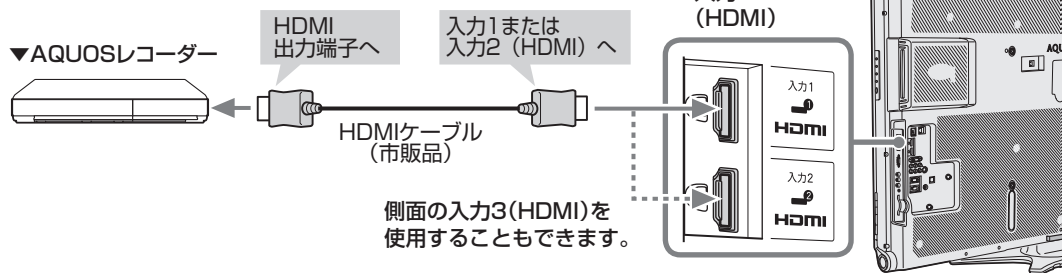 （HDMI）
HDMI
出力端子へ
入力1または
入力2（HDMI）へ
▼AQUOSレコーダー
HDMIケーブル
（市販品）
入力1
HDMI
入力2
HDMI
側面の入力3(HDMI)を
使用することもできます。